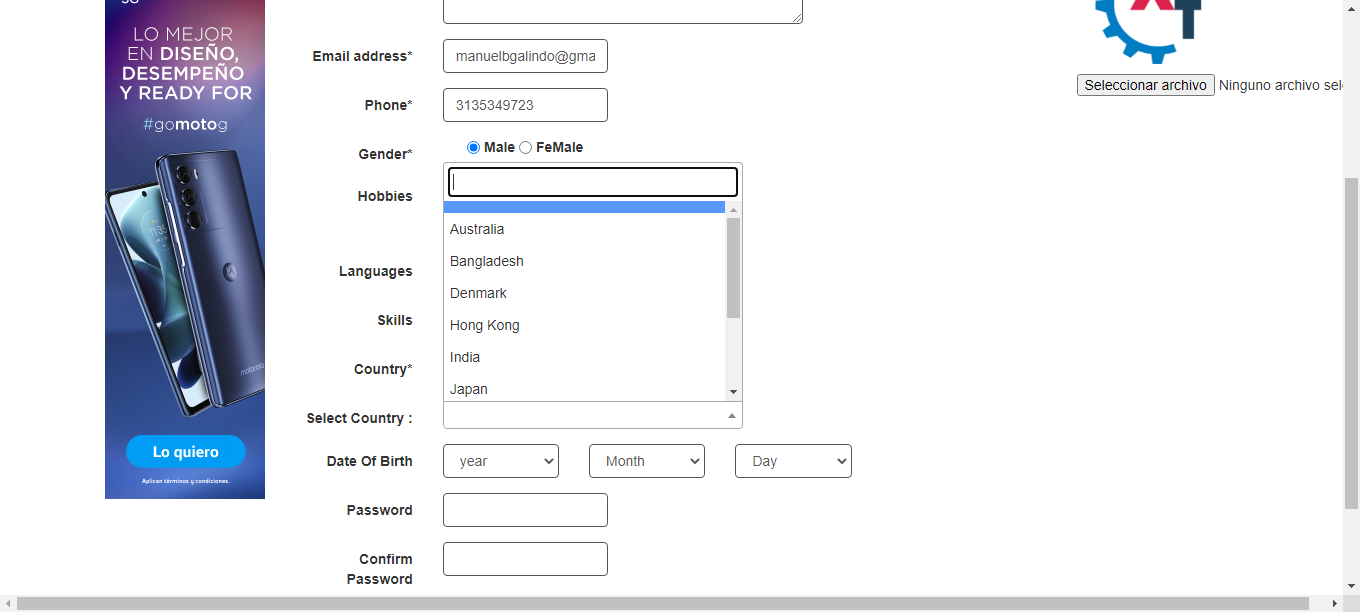 LO MEJOR
EN DISEÑO,
DESEMPEÑO
Y READY FOR
#gomotog
motorola
Lo quiero
Aplican términos y condiciones.
Email address*
manuelbgalindo@gma
Phone*
3135349723
Gender*
Male FeMale
Hobbies
Languages
Skills
Country*
Select Country :
Australia
Bangladesh
Denmark
Hong Kong
India
Japan
Date Of Birth
year Month Day
Password
Confirm
Password
Seleccionar archivo Ninguno archivo sel